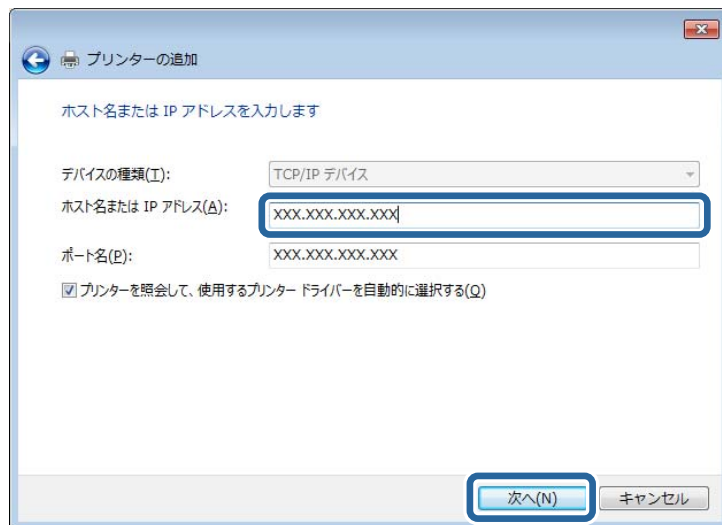 プリンターの追加
ホスト名または IP アドレスを入力します
デバイスの種類(T): TCP/IP デバイス
ホスト名または IP アドレス(A): XXX.XXX.XXX.XXX
ポート名(P): XXX.XXX.XXX.XXX
プリンターを照会して、使用するプリンター ドライバーを自動的に選択する(Q)
次へ(N) キャンセル